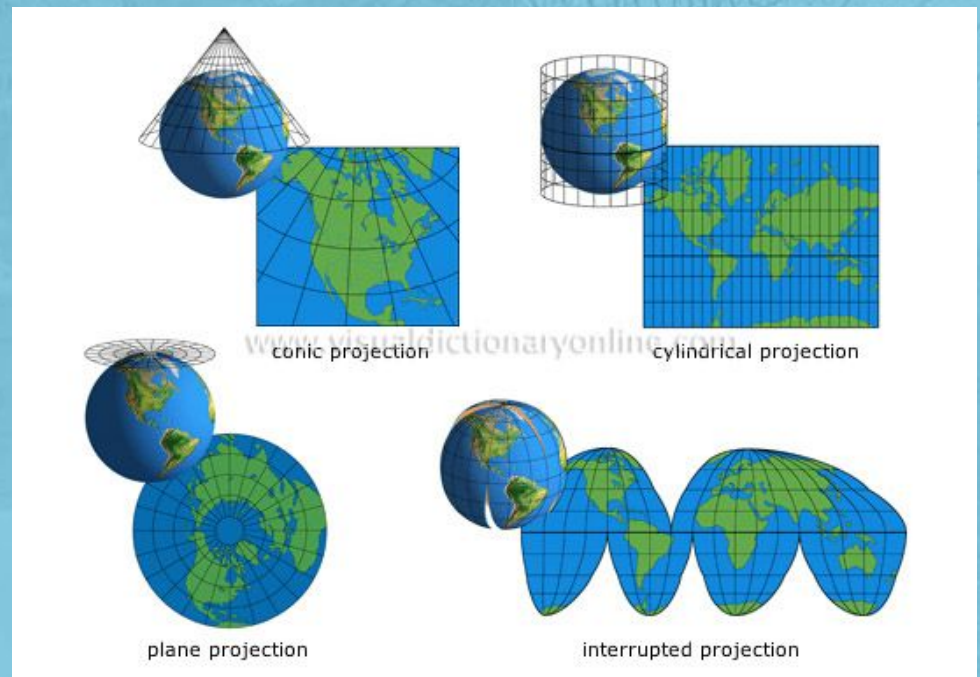 www.visualdictionaryonline.com
conic projection
cylindrical projection
plane projection
interrupted projection